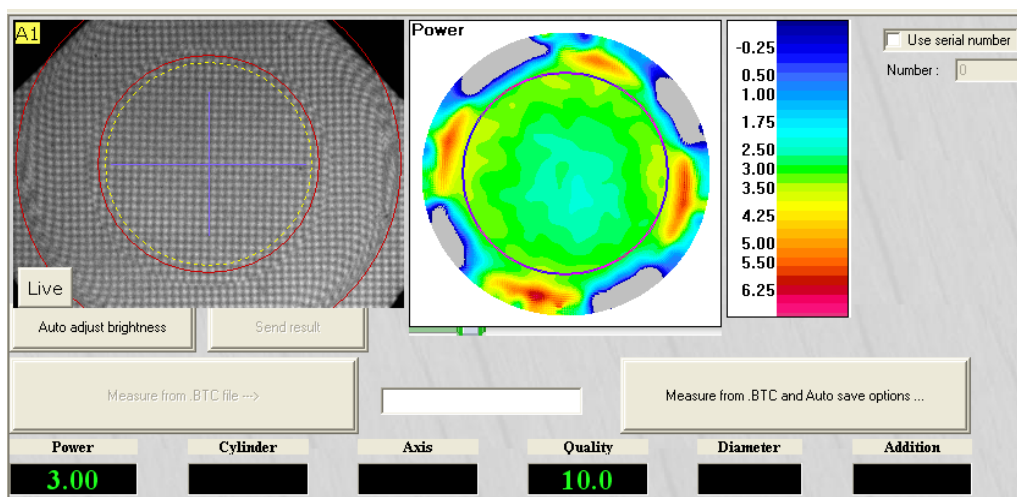 A1
Power
-0.25
0.50
1.00
1.75
2.50
3.00
3.50
4.25
5.00
5.50
6.25
Use serial number
Number : 0
Live
Auto adjust brightness
Send result
Measure from .BTC file --->
Measure from .BTC and Auto save options ...
Power Cylinder Axis Quality Diameter Addition
3.00 10.0